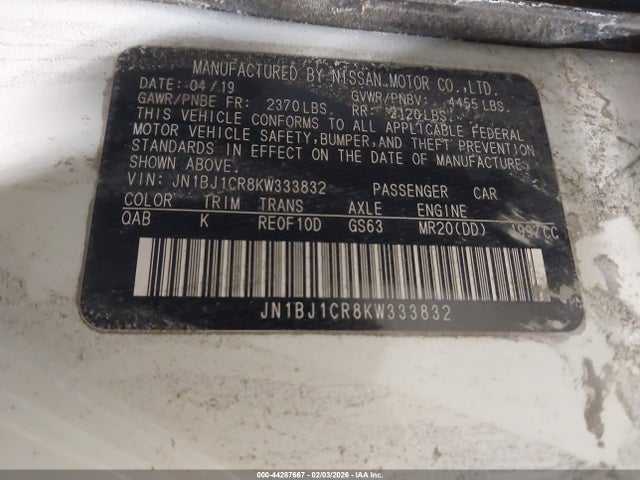 MANUFACTURED BY NISSAN MOTOR CO., LTD.
DATE: 04/19 GVWR/PNBV: 4455 LBS.
GAWR/PNBE FR: 2370 LBS. RR: 2120 LBS.
THIS VEHICLE CONFORMS TO ALL APPLICABLE FEDERAL
MOTOR VEHICLE SAFETY, BUMPER, AND THEFT PREVENTION
STANDARDS IN EFFECT ON THE DATE OF MANUFACTURE
SHOWN ABOVE.
VIN: JN1BJ1CR8KW333832 PASSENGER CAR
COLOR TRIM TRANS AXLE ENGINE
QAB K RE0F10D GS63 MR20(DD) 1997CC
JN1BJ1CR8KW333832
000-44287667 - 02/03/2026 - IAAI.COM